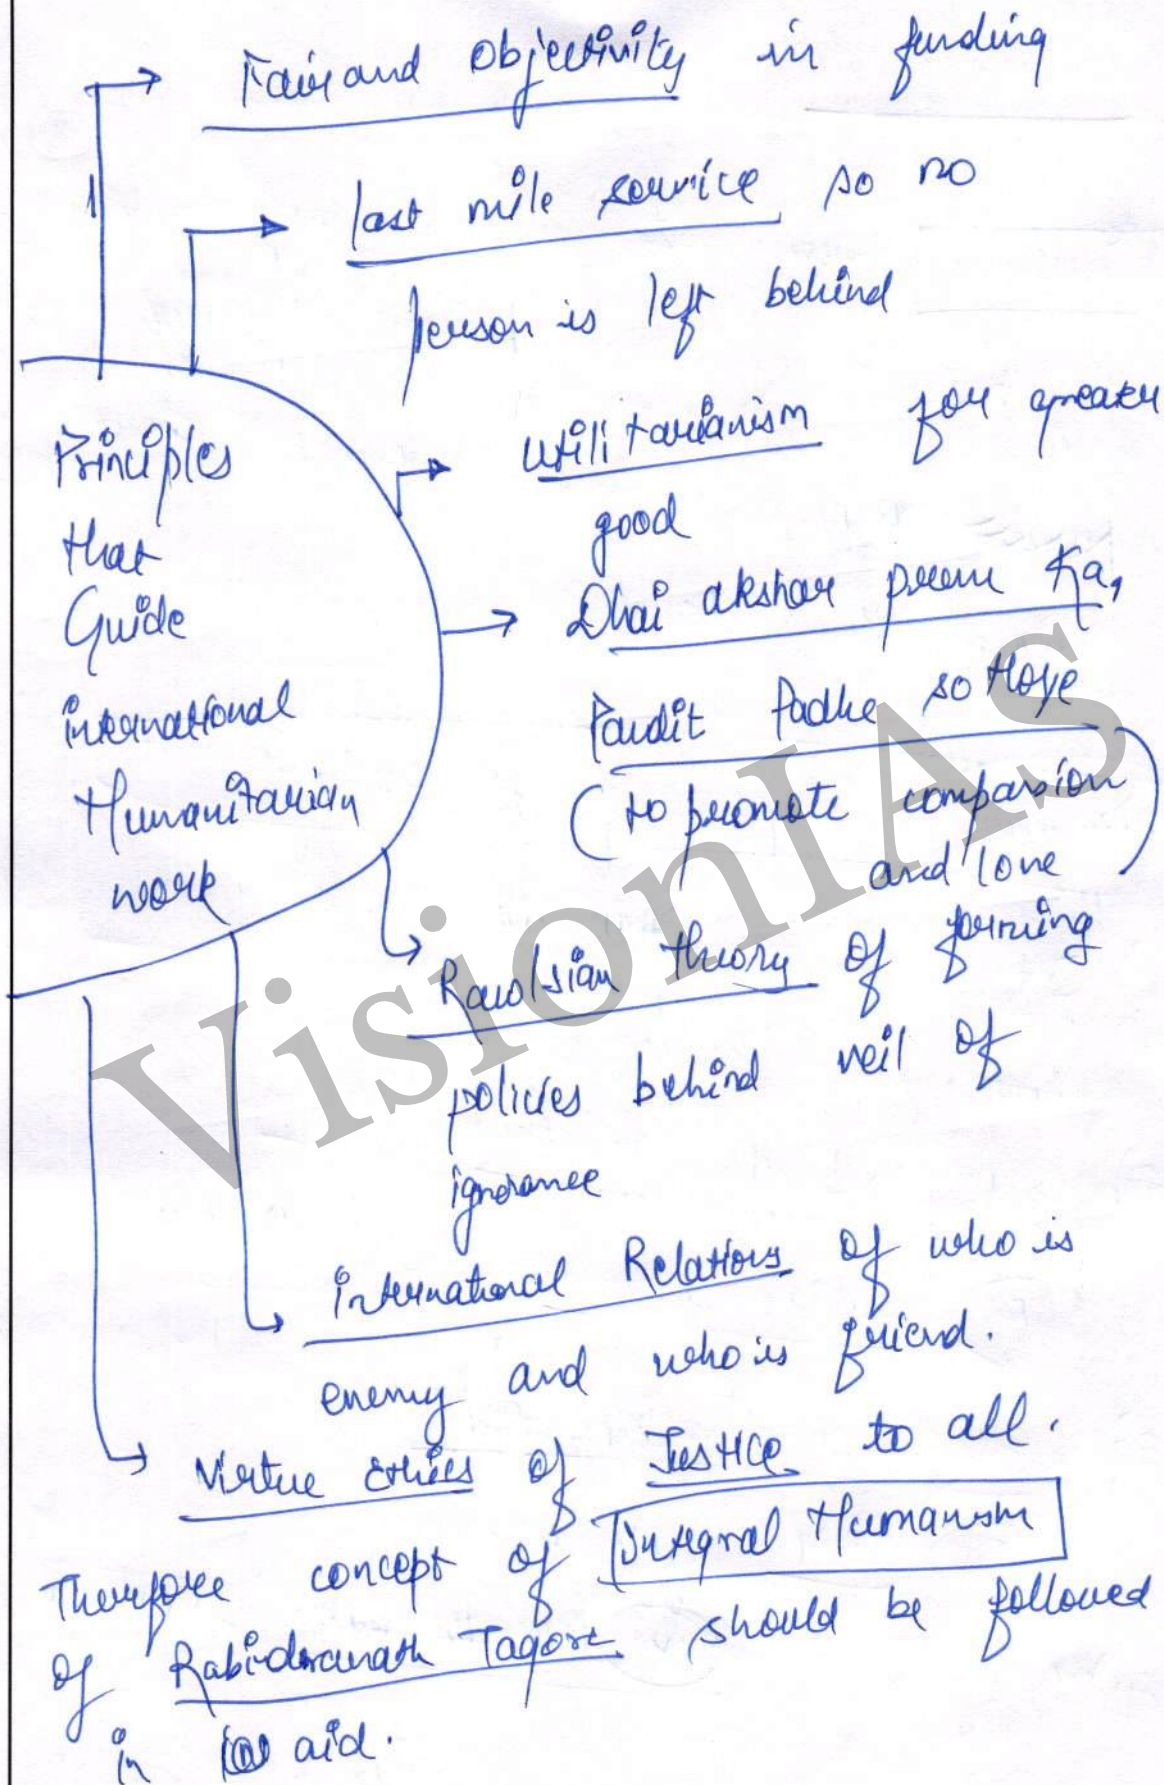 Fair and Objectivity in funding
last mile service so no
person is left behind
Principles
that
Guide
international
Humanitarian
work
Utilitarianism for greater
good
Dhai akshar prem Ka,
Pandit Padhe so Hoye
(to promote compassion
and love)
Rawlsian theory of forming
policies behind veil of
ignorance
international Relations of who is
enemy and who is friend.
Virtue Ethics of Justice to all.
Therefore concept of Integral Humanism
of Rabidranath Tagore should be followed
in aid.
VisionIAS